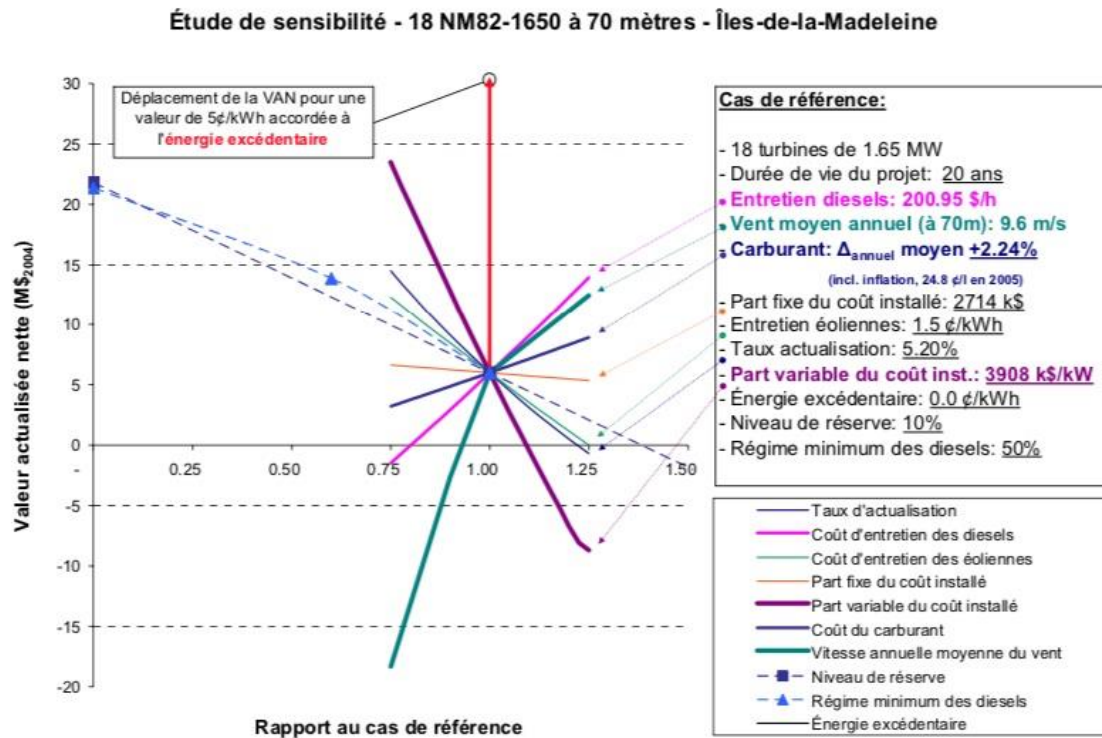 Étude de sensibilité - 18 NM82-1650 à 70 mètres - Îles-de-la-Madeleine
Valeur actualisée nette (M$2004)
30
25
20
15
10
5
0
-
-5
-10
-15
-20
0.25
0.50
0.75
1.00
1.25
1.50
Rapport au cas de référence
Déplacement de la VAN pour une
valeur de 5¢/kWh accordée à
l'énergie excédentaire
Cas de référence:
- 18 turbines de 1.65 MW
- Durée de vie du projet: 20 ans
- Entretien diesels: 200.95 $/h
- Vent moyen annuel (à 70m): 9.6 m/s
- Carburant: Δannuel moyen +2.24%
(incl. inflation, 24.8 ¢/l en 2005)
- Part fixe du coût installé: 2714 k$
- Entretien éoliennes: 1.5 ¢/kWh
- Taux actualisation: 5.20%
- Part variable du coût inst.: 3908 k$/kW
- Énergie excédentaire: 0.0 ¢/kWh
- Niveau de réserve: 10%
- Régime minimum des diesels: 50%
Taux d'actualisation
Coût d'entretien des diesels
Coût d'entretien des éoliennes
Part fixe du coût installé
Part variable du coût installé
Coût du carburant
Vitesse annuelle moyenne du vent
Niveau de réserve
Régime minimum des diesels
Énergie excédentaire